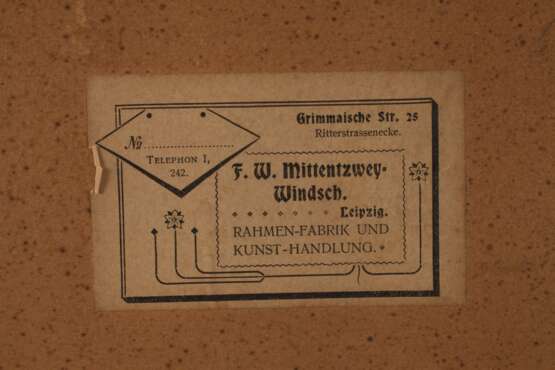 Grimmaische Str. 25
Ritterstrassenecke.
No
TELEPHON I,
242.
F. W. Mittentzwey-
Windsch.
Leipzig.
RAHMEN-FABRIK UND
KUNST-HANDLUNG.